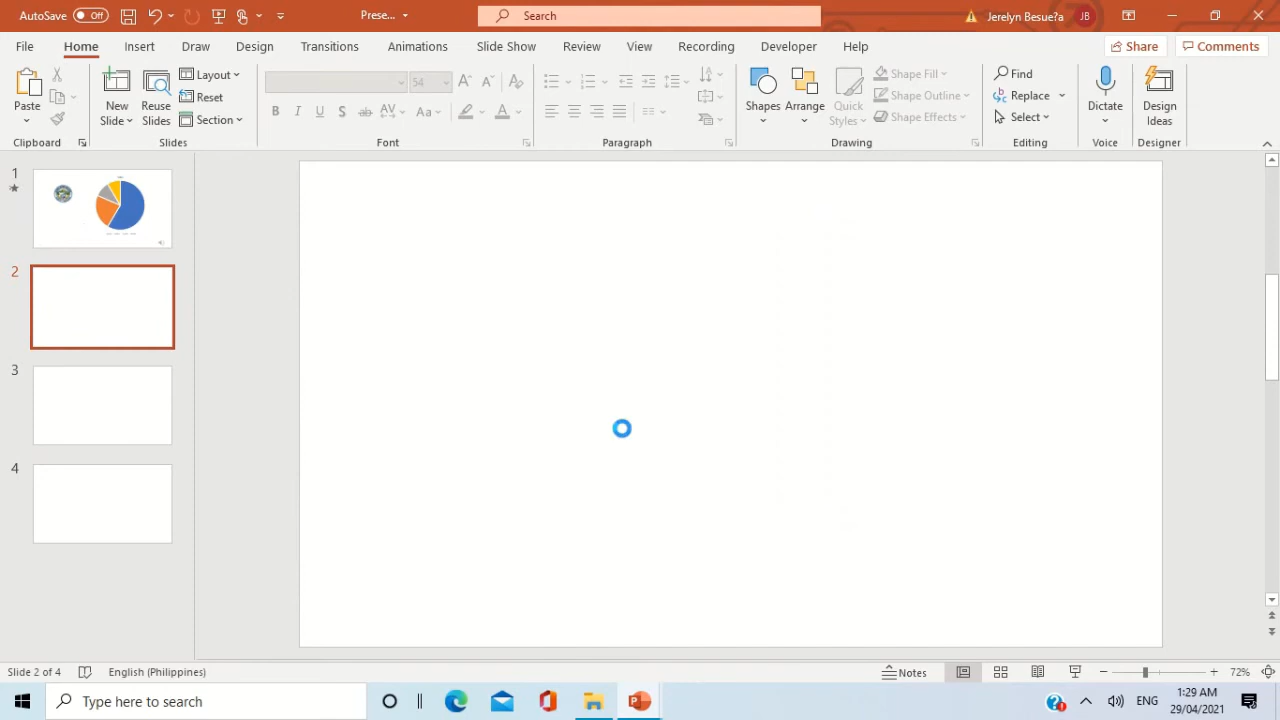 AutoSave Off Prese... Search Jerelyn Besue?a JB
File Home Insert Draw Design Transitions Animations Slide Show Review View Recording Developer Help Share Comments
Paste New Slide Reuse Slides Layout Reset Section 54 B I U S ab AV Aa A Shapes Arrange Quick Styles Shape Fill Shape Outline Shape Effects Find Replace Select Dictate Design Ideas
Clipboard Slides Font Paragraph Drawing Editing Voice Designer
1
2
3
4
Slide 2 of 4 English (Philippines) Notes 72%
Type here to search ENG 1:29 AM
29/04/2021